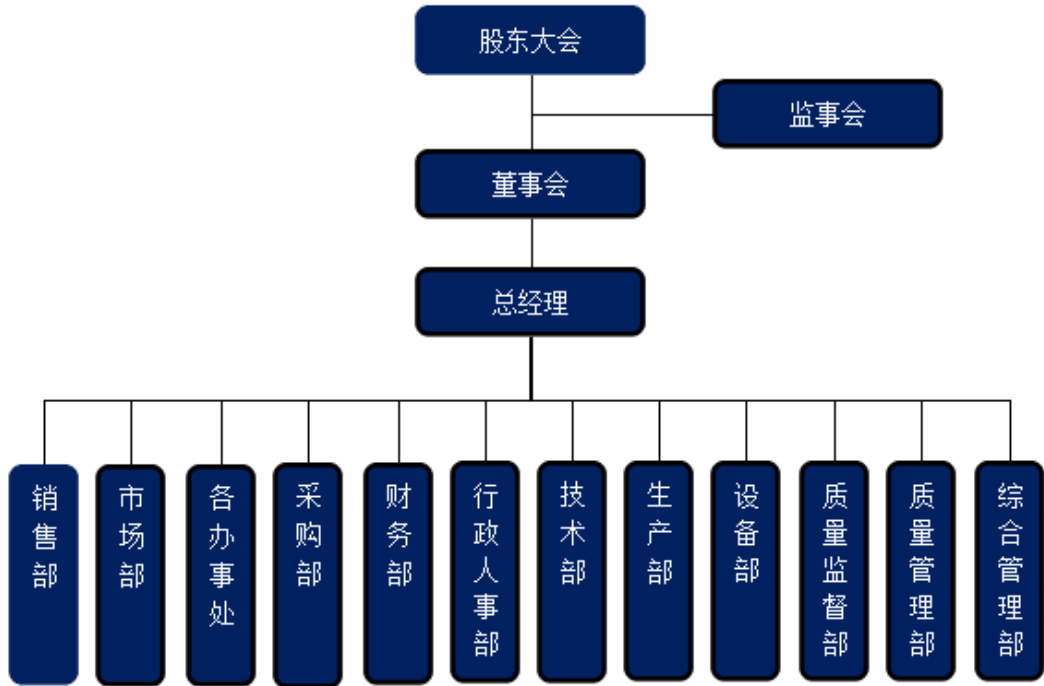 股东大会
监事会
董事会
总经理
销售部
市场部
各办事处
采购部
财务部
行政人事部
技术部
生产部
设备部
质量监督部
质量管理部
综合管理部